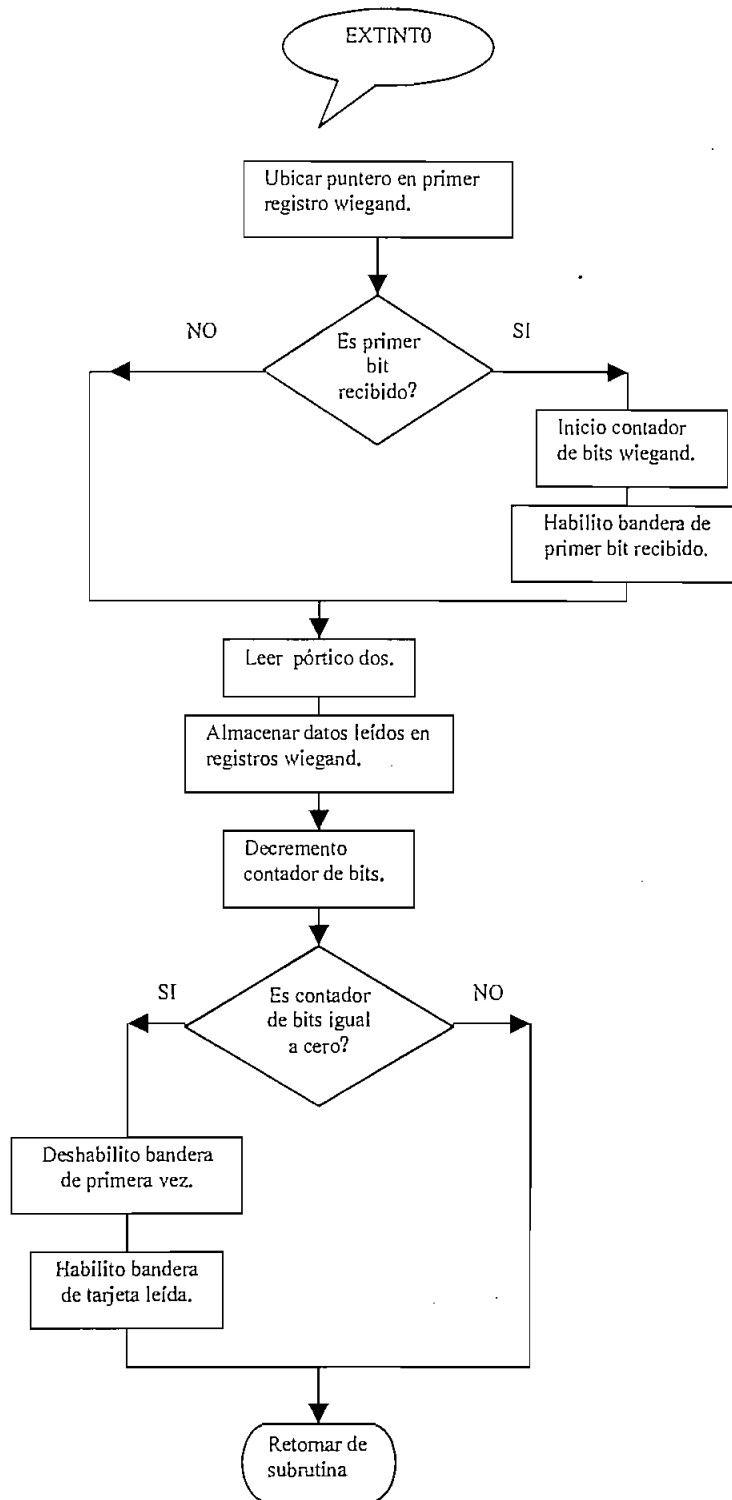 EXTINT0
Ubicar puntero en primer
registro wiegand.
NO
Es primer
bit
recibido?
SI
Inicio contador
de bits wiegand.
Habilito bandera de
primer bit recibido.
Leer pórtico dos.
Almacenar datos leídos en
registros wiegand.
Decremento
contador de bits.
SI
Es contador
de bits igual
a cero?
NO
Deshabilito bandera
de primera vez.
Habilito bandera
de tarjeta leída.
Retornar de
subrutina